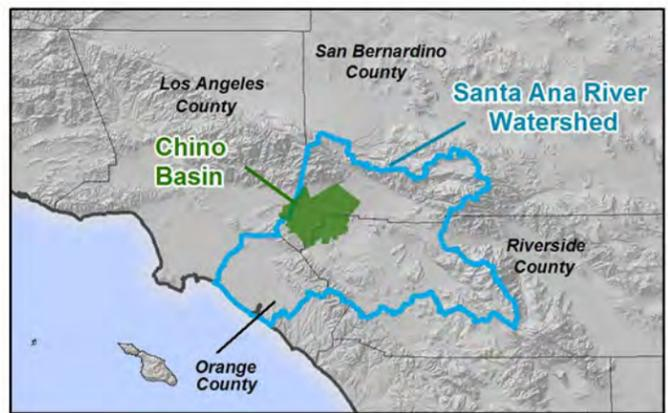 San Bernardino
County
Los Angeles
County
Santa Ana River
Watershed
Chino
Basin
Riverside
County
Orange
County